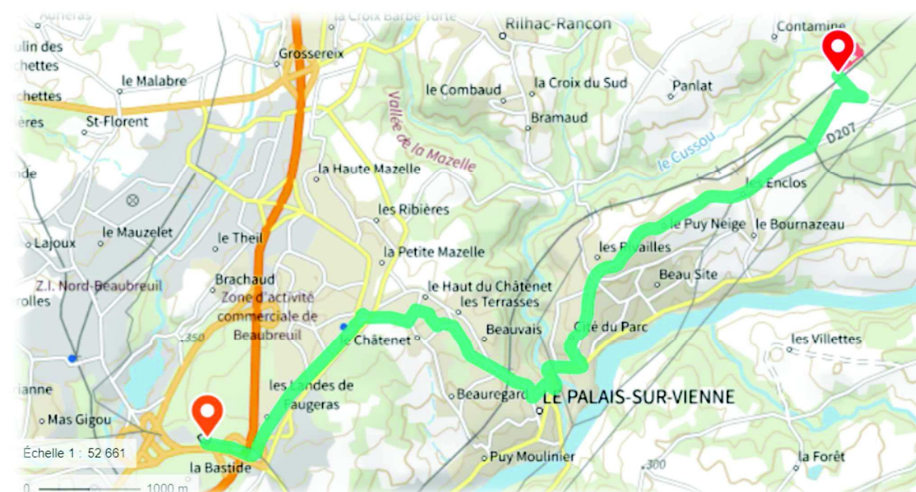 la Croix Barbe Torte
Rilhac-Rancon
Contamine
Grossereix
ulin des
chettes
le Malabre
la Croix du Sud
Panlat
le Combaud
chettes
St-Florent
Bramaud
Vallée de la Mazelle
le Cussou
D207
la Haute Mazelle
les Enclos
les Ribières
le Puy Neige
le Bournazeau
le Mauzelet
le Theil
Lajoux
la Petite Mazelle
Beau Site
Z.I. Nord-Beaubreuil
Brachaud
le Haut du Châtenet
les Terrasses
Zone d'activité
commerciale de
Beaubreuil
350
Cité du Parc
Beauvais
le Châtenet
les Villettes
les Landes de
Faugeras
Beauregard
LE PALAIS-SUR-VIENNE
Mas Gigou
Échelle 1 : 52 661
la Bastide
Puy Moulinier
300
la Forêt
0
1000 m